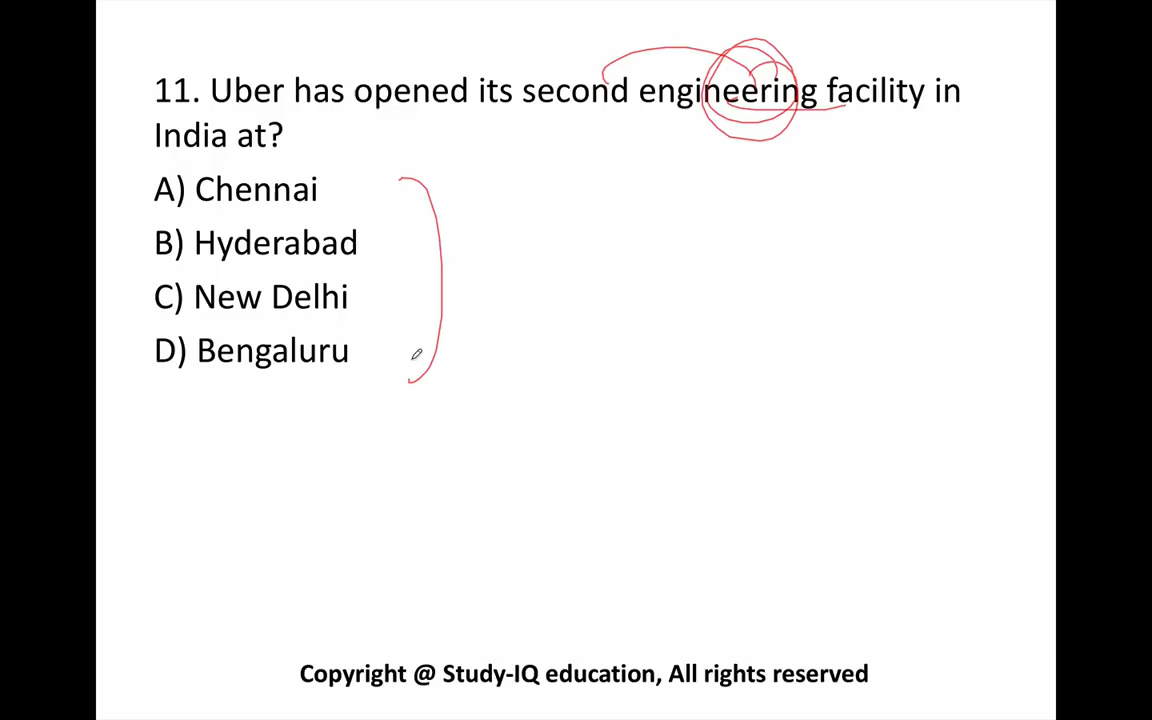 11. Uber has opened its second engineering facility in
India at?
A) Chennai
B) Hyderabad
C) New Delhi
D) Bengaluru
Copyright @ Study-IQ education, All rights reserved